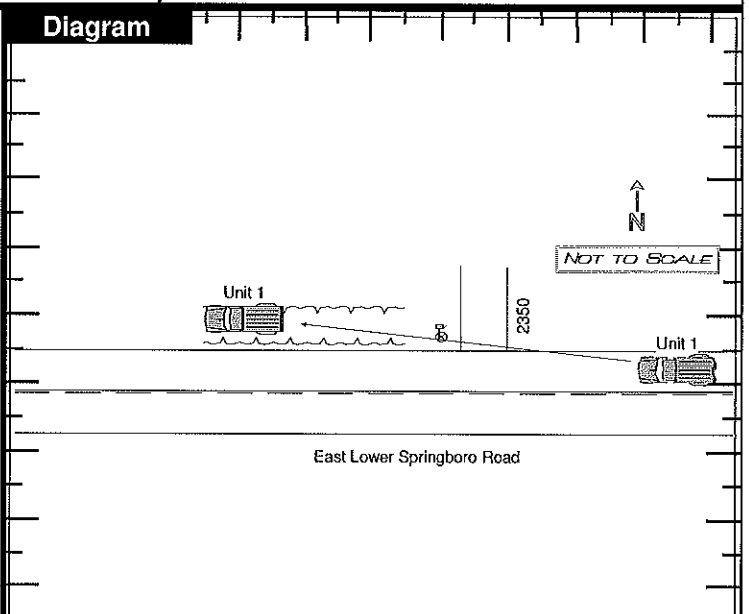 Diagram
N
NOT TO SCALE
Unit 1
2350
Unit 1
East Lower Springboro Road